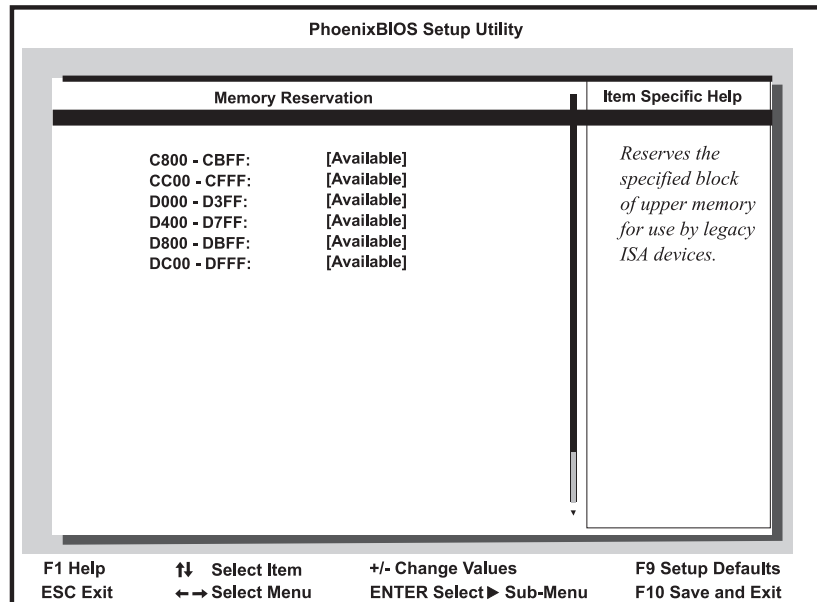 PhoenixBIOS Setup Utility
Memory Reservation
Item Specific Help
C800 - CBFF: [Available]
CC00 - CFFF: [Available]
D000 - D3FF: [Available]
D400 - D7FF: [Available]
D800 - DBFF: [Available]
DC00 - DFFF: [Available]
Reserves the
specified block
of upper memory
for use by legacy
ISA devices.
F1 Help ↑↓ Select Item +/- Change Values F9 Setup Defaults
ESC Exit ←→ Select Menu ENTER Select ▶ Sub-Menu F10 Save and Exit